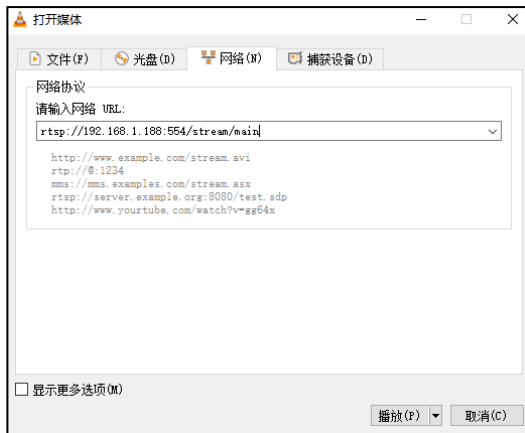 打开媒体
文件(F) 光盘(D) 网络(N) 捕获设备(D)
网络协议
请输入网络 URL:
rtsp://192.168.1.188:554/stream/main
http://www.example.com/stream.avi
rtp://@:1234
mms://mms.examples.com/stream.asx
rtsp://server.example.org:8080/test.sdp
http://www.yourtube.com/watch?v=gg64x
显示更多选项(M)
播放(P) 取消(C)